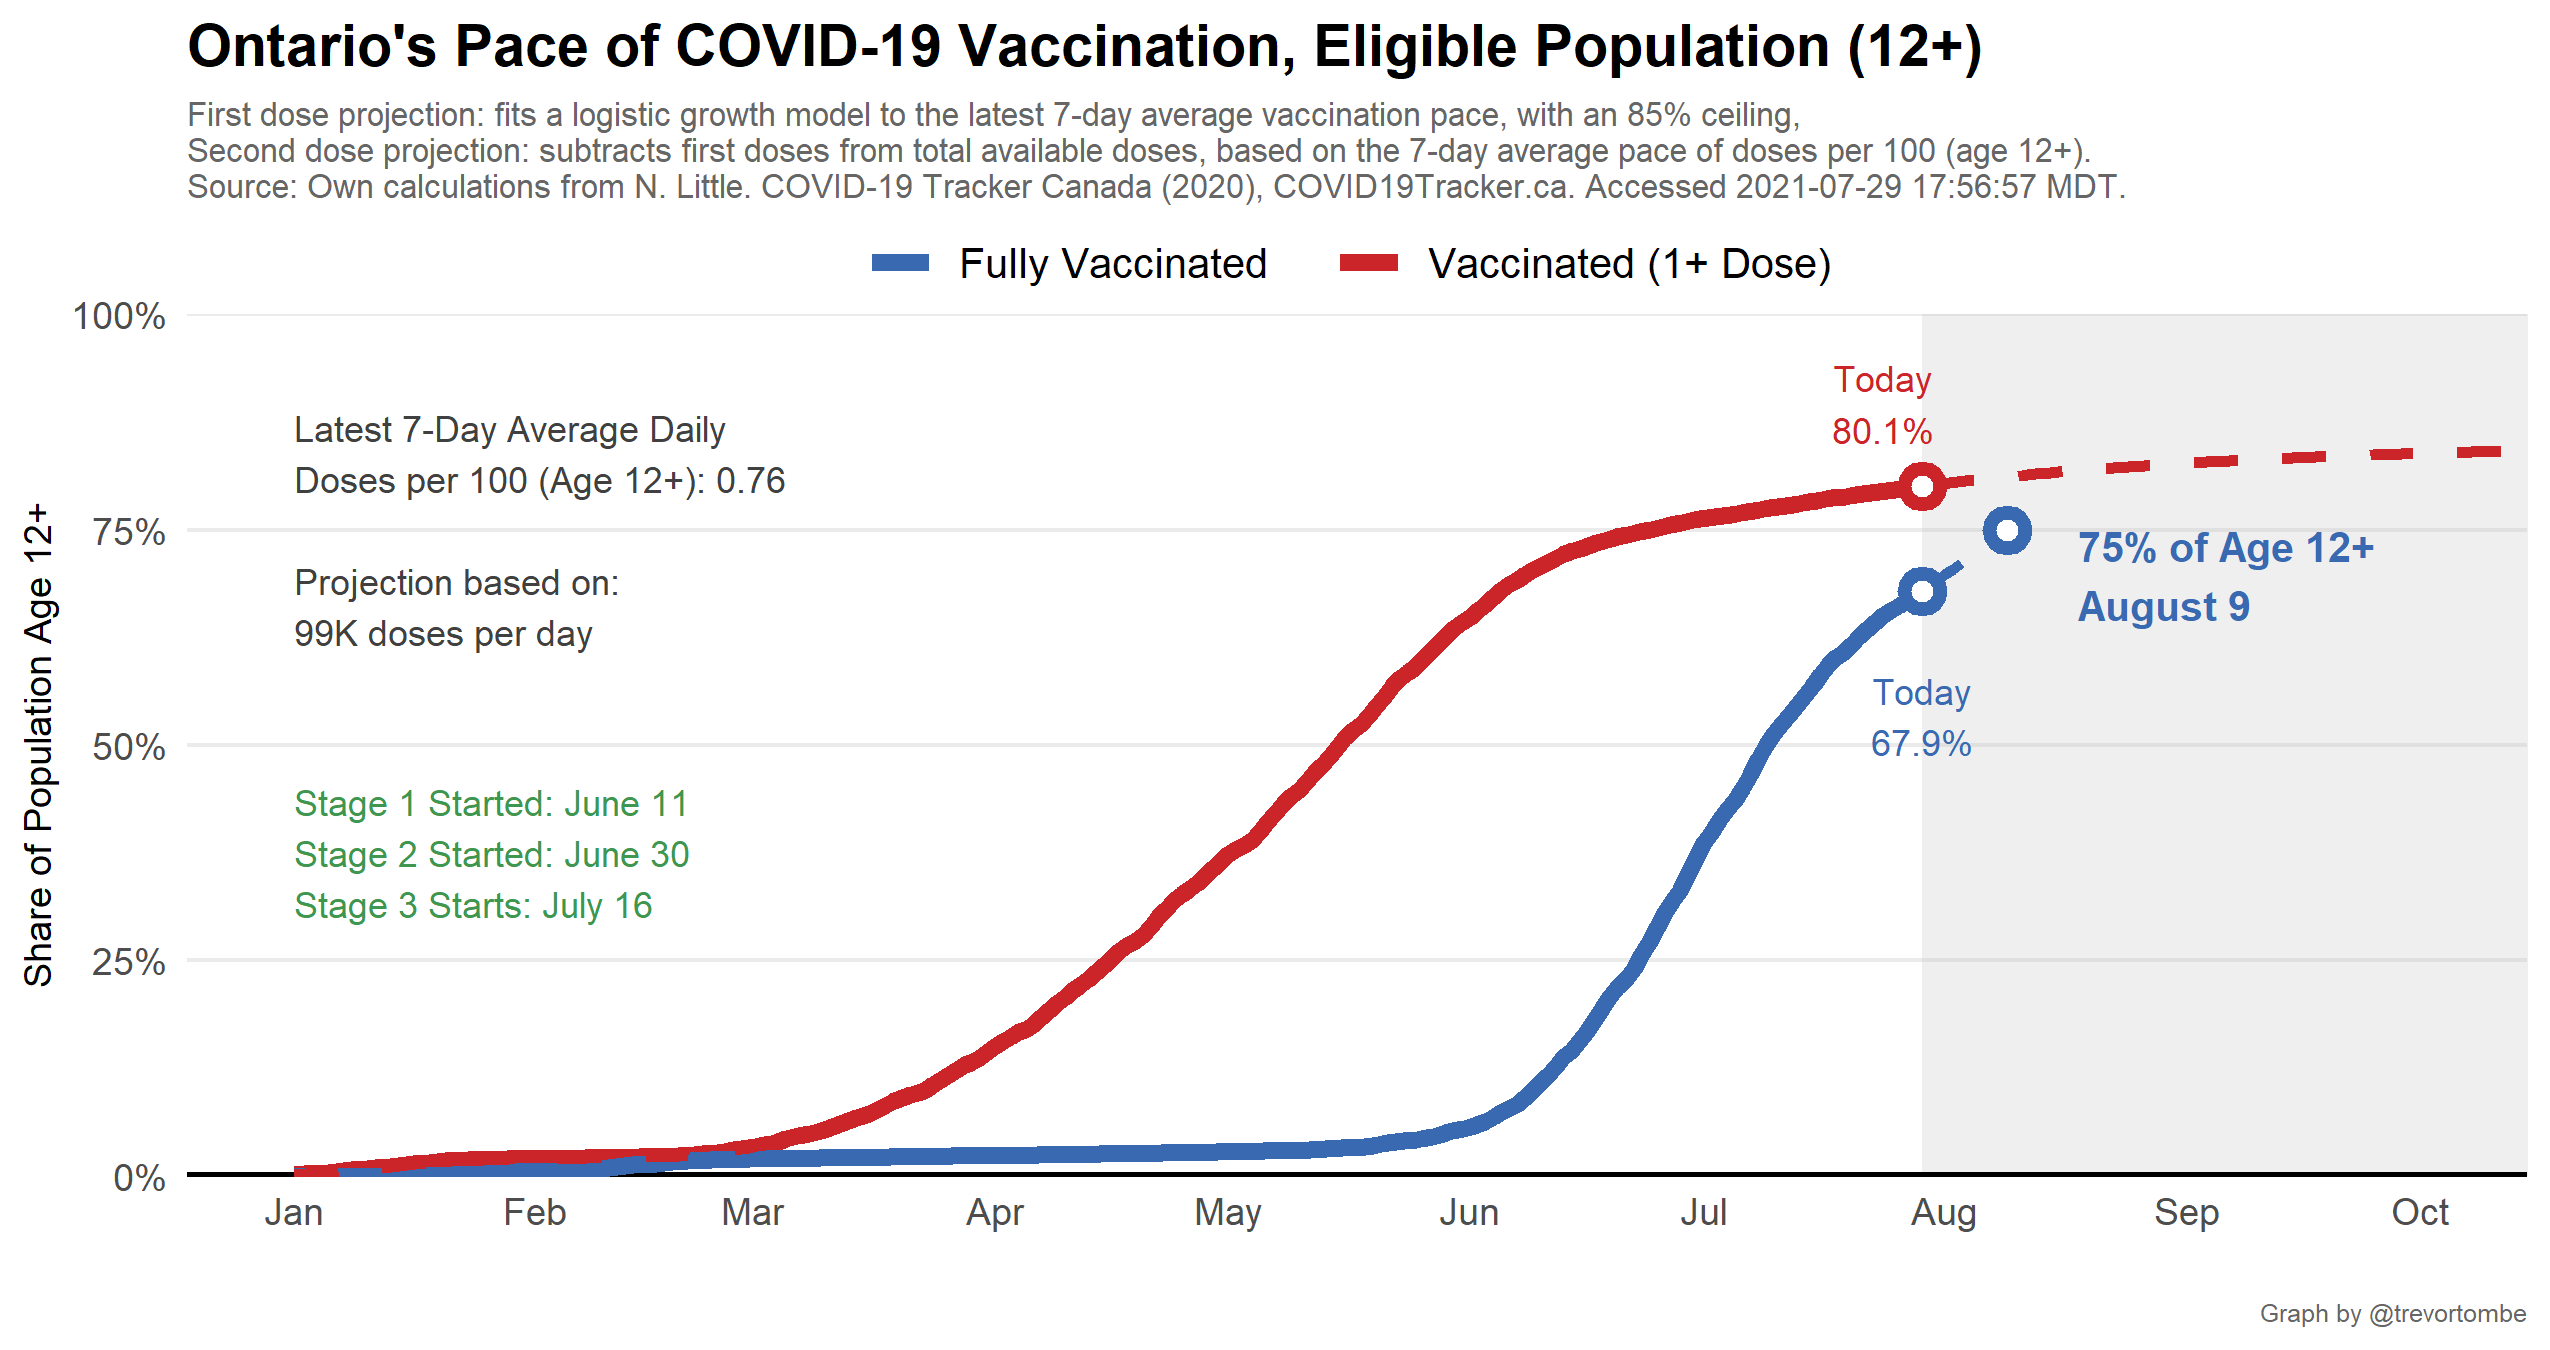 Ontario's Pace of COVID-19 Vaccination, Eligible Population (12+)
First dose projection: fits a logistic growth model to the latest 7-day average vaccination pace, with an 85% ceiling,
Second dose projection: subtracts first doses from total available doses, based on the 7-day average pace of doses per 100 (age 12+).
Source: Own calculations from N. Little. COVID-19 Tracker Canada (2020), COVID19Tracker.ca. Accessed 2021-07-29 17:56:57 MDT.
Fully Vaccinated
Vaccinated (1+ Dose)
Share of Population Age 12+
100%
75%
50%
25%
0%
Latest 7-Day Average Daily
Doses per 100 (Age 12+): 0.76
Projection based on:
99K doses per day
Stage 1 Started: June 11
Stage 2 Started: June 30
Stage 3 Starts: July 16
Today
80.1%
75% of Age 12+
August 9
Today
67.9%
Jan
Feb
Mar
Apr
May
Jun
Jul
Aug
Sep
Oct
Graph by @trevortombe